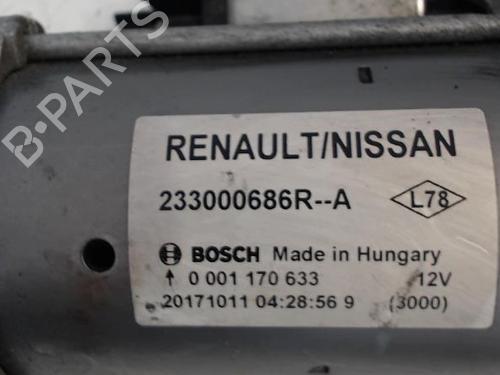 B-PARTS
RENAULT/NISSAN
233000686R--A L78
BOSCH Made in Hungary
↑ 0 001 170 633 12V
20171011 04:28:56 9 (3000)